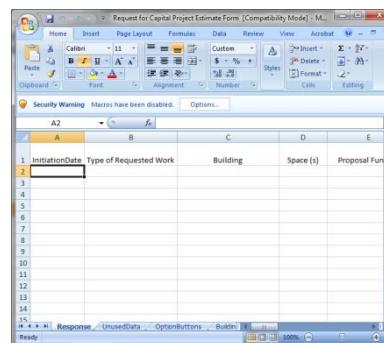 Request for Capital Project Estimate Form [Compatibility Mode] - M...
Home Insert Page Layout Formulas Data Review View Acrobat
Paste
Calibri 11
B I U A A
Custom
$ % ,
Styles
Insert
Delete
Format
Σ
Clipboard Font Alignment Number Cells Editing
Security Warning Macros have been disabled. Options...
A2 fx
A B C D E
1 InitiationDate Type of Requested Work Building Space (s) Proposal Fun
2
3
4
5
6
7
8
9
10
11
12
13
14
15
Response UnusedData OptionButtons Buildin
Ready 100%